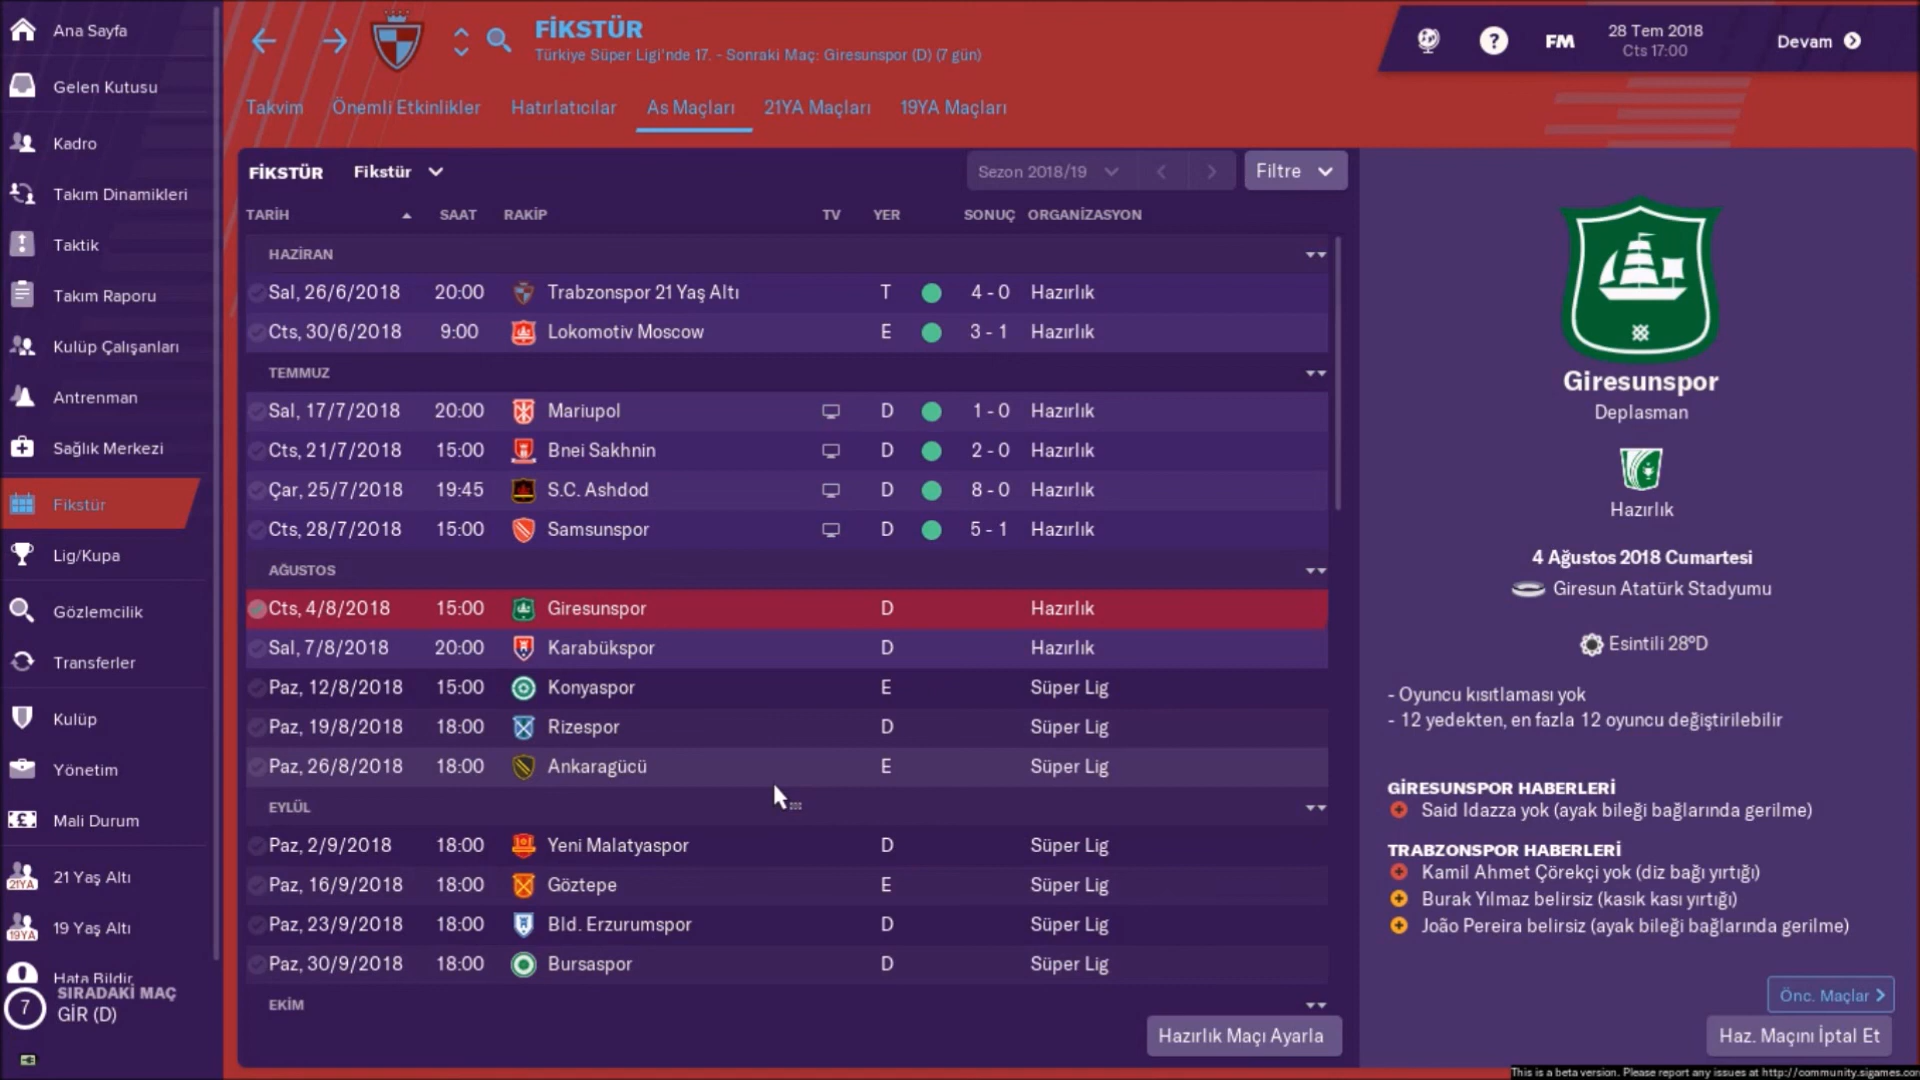 Ana Sayfa
Gelen Kutusu
Kadro
Takım Dinamikleri
Taktik
Takım Raporu
Kulüp Çalışanları
Antrenman
Sağlık Merkezi
Fikstür
Lig/Kupa
Gözlemcilik
Transferler
Kulüp
Yönetim
Mali Durum
21YA 21 Yaş Altı
19YA 19 Yaş Altı
Hata Bildir
7 SIRADAKİ MAÇ
GİR (D)
FİKSTÜR
Türkiye Süper Ligi'nde 17. - Sonraki Maç: Giresunspor (D) (7 gün)
? FM 28 Tem 2018 Devam
Cts 17:00
Takvim Önemli Etkinlikler Hatırlatıcılar As Maçları 21YA Maçları 19YA Maçları
FİKSTÜR Fikstür Sezon 2018/19 Filtre
TARİH SAAT RAKİP TV YER SONUÇ ORGANİZASYON
HAZİRAN
Sal, 26/6/2018 20:00 Trabzonspor 21 Yaş Altı T 4 - 0 Hazırlık
Cts, 30/6/2018 9:00 Lokomotiv Moscow E 3 - 1 Hazırlık
TEMMUZ
Sal, 17/7/2018 20:00 Mariupol D 1 - 0 Hazırlık
Cts, 21/7/2018 15:00 Bnei Sakhnin D 2 - 0 Hazırlık
Çar, 25/7/2018 19:45 S.C. Ashdod D 8 - 0 Hazırlık
Cts, 28/7/2018 15:00 Samsunspor D 5 - 1 Hazırlık
AĞUSTOS
Cts, 4/8/2018 15:00 Giresunspor D Hazırlık
Sal, 7/8/2018 20:00 Karabükspor D Hazırlık
Paz, 12/8/2018 15:00 Konyaspor E Süper Lig
Paz, 19/8/2018 18:00 Rizespor D Süper Lig
Paz, 26/8/2018 18:00 Ankaragücü E Süper Lig
EYLÜL
Paz, 2/9/2018 18:00 Yeni Malatyaspor D Süper Lig
Paz, 16/9/2018 18:00 Göztepe E Süper Lig
Paz, 23/9/2018 18:00 Bld. Erzurumspor D Süper Lig
Paz, 30/9/2018 18:00 Bursaspor D Süper Lig
EKİM
Hazırlık Maçı Ayarla
Giresunspor
Deplasman
Hazırlık
4 Ağustos 2018 Cumartesi
Giresun Atatürk Stadyumu
Esintili 28°D
- Oyuncu kısıtlaması yok
- 12 yedekten, en fazla 12 oyuncu değiştirilebilir
GİRESUNSPOR HABERLERİ
Said Idazza yok (ayak bileği bağlarında gerilme)
TRABZONSPOR HABERLERİ
Kamil Ahmet Çörekçi yok (diz bağı yırtığı)
Burak Yılmaz belirsiz (kasık kası yırtığı)
João Pereira belirsiz (ayak bileği bağlarında gerilme)
Önc. Maçlar
Haz. Maçını İptal Et
This is a beta version. Please report any issues at http://community.sigames.com